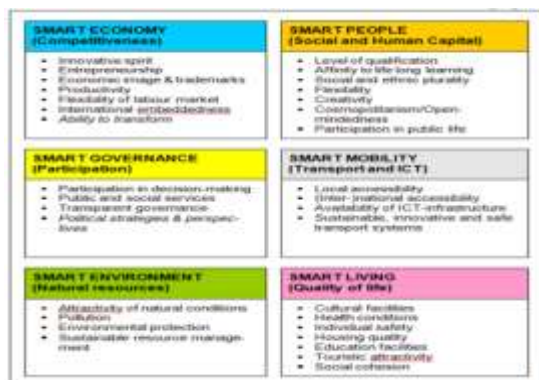 SMART ECONOMY
(Competitiveness)
Innovative spirit
Entrepreneurship
Economic image & trademarks
Productivity
Flexibility of labour market
International embeddedness
Ability to transform
SMART PEOPLE
(Social and Human Capital)
Level of qualification
Affinity to life long learning
Social and ethnic plurality
Flexibility
Creativity
Cosmopolitanism/Open-
mindedness
Participation in public life
SMART GOVERNANCE
(Participation)
Participation in decision-making
Public and social services
Transparent governance
Political strategies & perspec-
tives
SMART MOBILITY
(Transport and ICT)
Local accessibility
(Inter-)national accessibility
Availability of ICT-infrastructure
Sustainable, innovative and safe
transport systems
SMART ENVIRONMENT
(Natural resources)
Attractivity of natural conditions
Pollution
Environmental protection
Sustainable resource manage-
ment
SMART LIVING
(Quality of life)
Cultural facilities
Health conditions
Individual safety
Housing quality
Education facilities
Touristic attractivity
Social cohesion